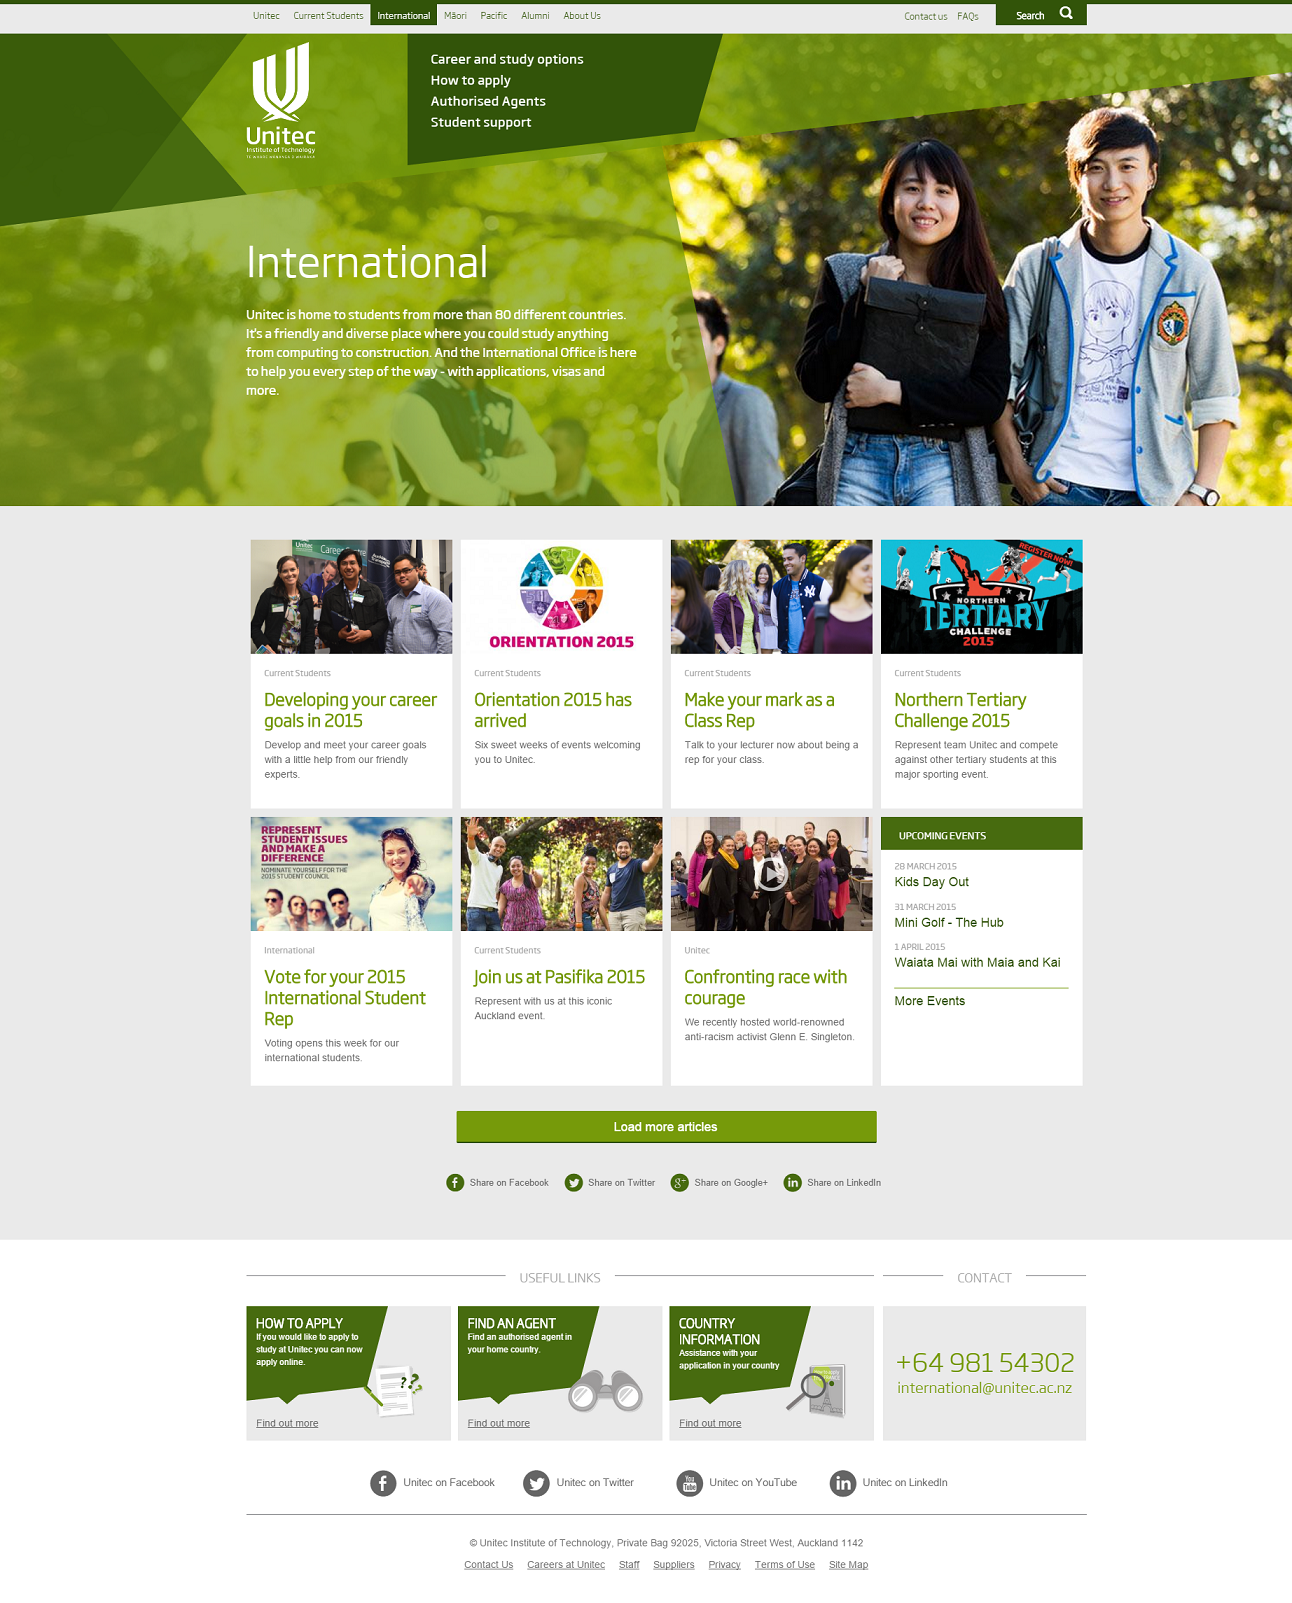 Unitec Current Students International Māori Pacific Alumni About Us Contact us FAQs Search
Unitec
Institute of Technology
Career and study options
How to apply
Authorised Agents
Student support
International
Unitec is home to students from more than 80 different countries.
It's a friendly and diverse place where you could study anything
from computing to construction. And the International Office is here
to help you every step of the way - with applications, visas and
more.
ORIENTATION 2015
REGISTER NOW!
NORTHERN
TERTIARY
CHALLENGE
2015
Current Students
Developing your career
goals in 2015
Develop and meet your career goals
with a little help from our friendly
experts.
Current Students
Orientation 2015 has
arrived
Six sweet weeks of events welcoming
you to Unitec.
Current Students
Make your mark as a
Class Rep
Talk to your lecturer now about being a
rep for your class.
Current Students
Northern Tertiary
Challenge 2015
Represent team Unitec and compete
against other tertiary students at this
major sporting event.
REPRESENT
STUDENT ISSUES
AND MAKE A
DIFFERENCE
NOMINATE YOURSELF FOR THE
2015 STUDENT COUNCIL
International
Vote for your 2015
International Student
Rep
Voting opens this week for our
international students.
Current Students
Join us at Pasifika 2015
Represent with us at this iconic
Auckland event.
Unitec
Confronting race with
courage
We recently hosted world-renowned
anti-racism activist Glenn E. Singleton.
UPCOMING EVENTS
28 MARCH 2015
Kids Day Out
31 MARCH 2015
Mini Golf - The Hub
1 APRIL 2015
Waiata Mai with Maia and Kai
More Events
Load more articles
Share on Facebook Share on Twitter Share on Google+ Share on LinkedIn
USEFUL LINKS
HOW TO APPLY
If you would like to apply to
study at Unitec you can now
apply online.
Find out more
FIND AN AGENT
Find an authorised agent in
your home country.
Find out more
COUNTRY
INFORMATION
Assistance with your
application in your country
Find out more
CONTACT
+64 981 54302
international@unitec.ac.nz
Unitec on Facebook Unitec on Twitter Unitec on YouTube Unitec on LinkedIn
© Unitec Institute of Technology, Private Bag 92025, Victoria Street West, Auckland 1142
Contact Us Careers at Unitec Staff Suppliers Privacy Terms of Use Site Map